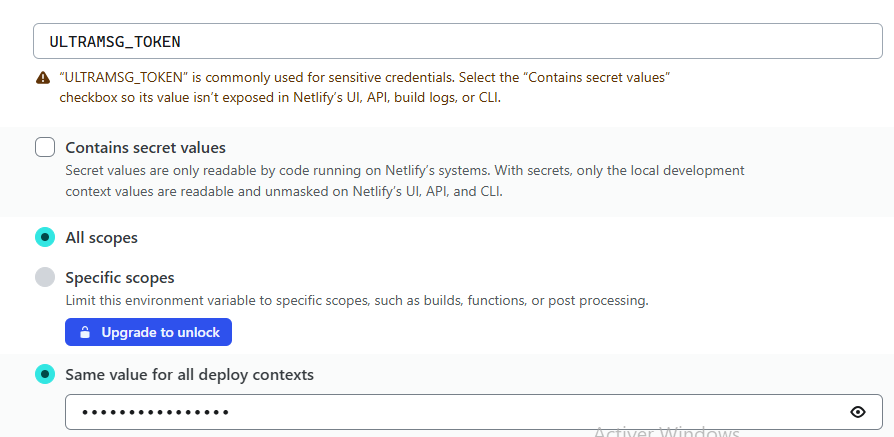 ULTRAMSG_TOKEN
“ULTRAMSG_TOKEN” is commonly used for sensitive credentials. Select the “Contains secret values”
checkbox so its value isn’t exposed in Netlify’s UI, API, build logs, or CLI.
Contains secret values
Secret values are only readable by code running on Netlify’s systems. With secrets, only the local development
context values are readable and unmasked on Netlify’s UI, API, and CLI.
All scopes
Specific scopes
Limit this environment variable to specific scopes, such as builds, functions, or post processing.
Upgrade to unlock
Same value for all deploy contexts
••••••••••••••••
Activer Windows